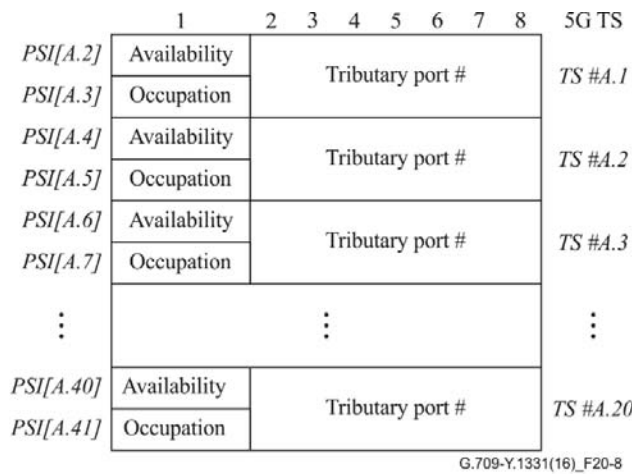 1 2 3 4 5 6 7 8 5G TS
PSI[A.2] Availability Tributary port # TS #A.1
PSI[A.3] Occupation
PSI[A.4] Availability Tributary port # TS #A.2
PSI[A.5] Occupation
PSI[A.6] Availability Tributary port # TS #A.3
PSI[A.7] Occupation
⋮ ⋮ ⋮
PSI[A.40] Availability Tributary port # TS #A.20
PSI[A.41] Occupation
G.709-Y.1331(16)_F20-8